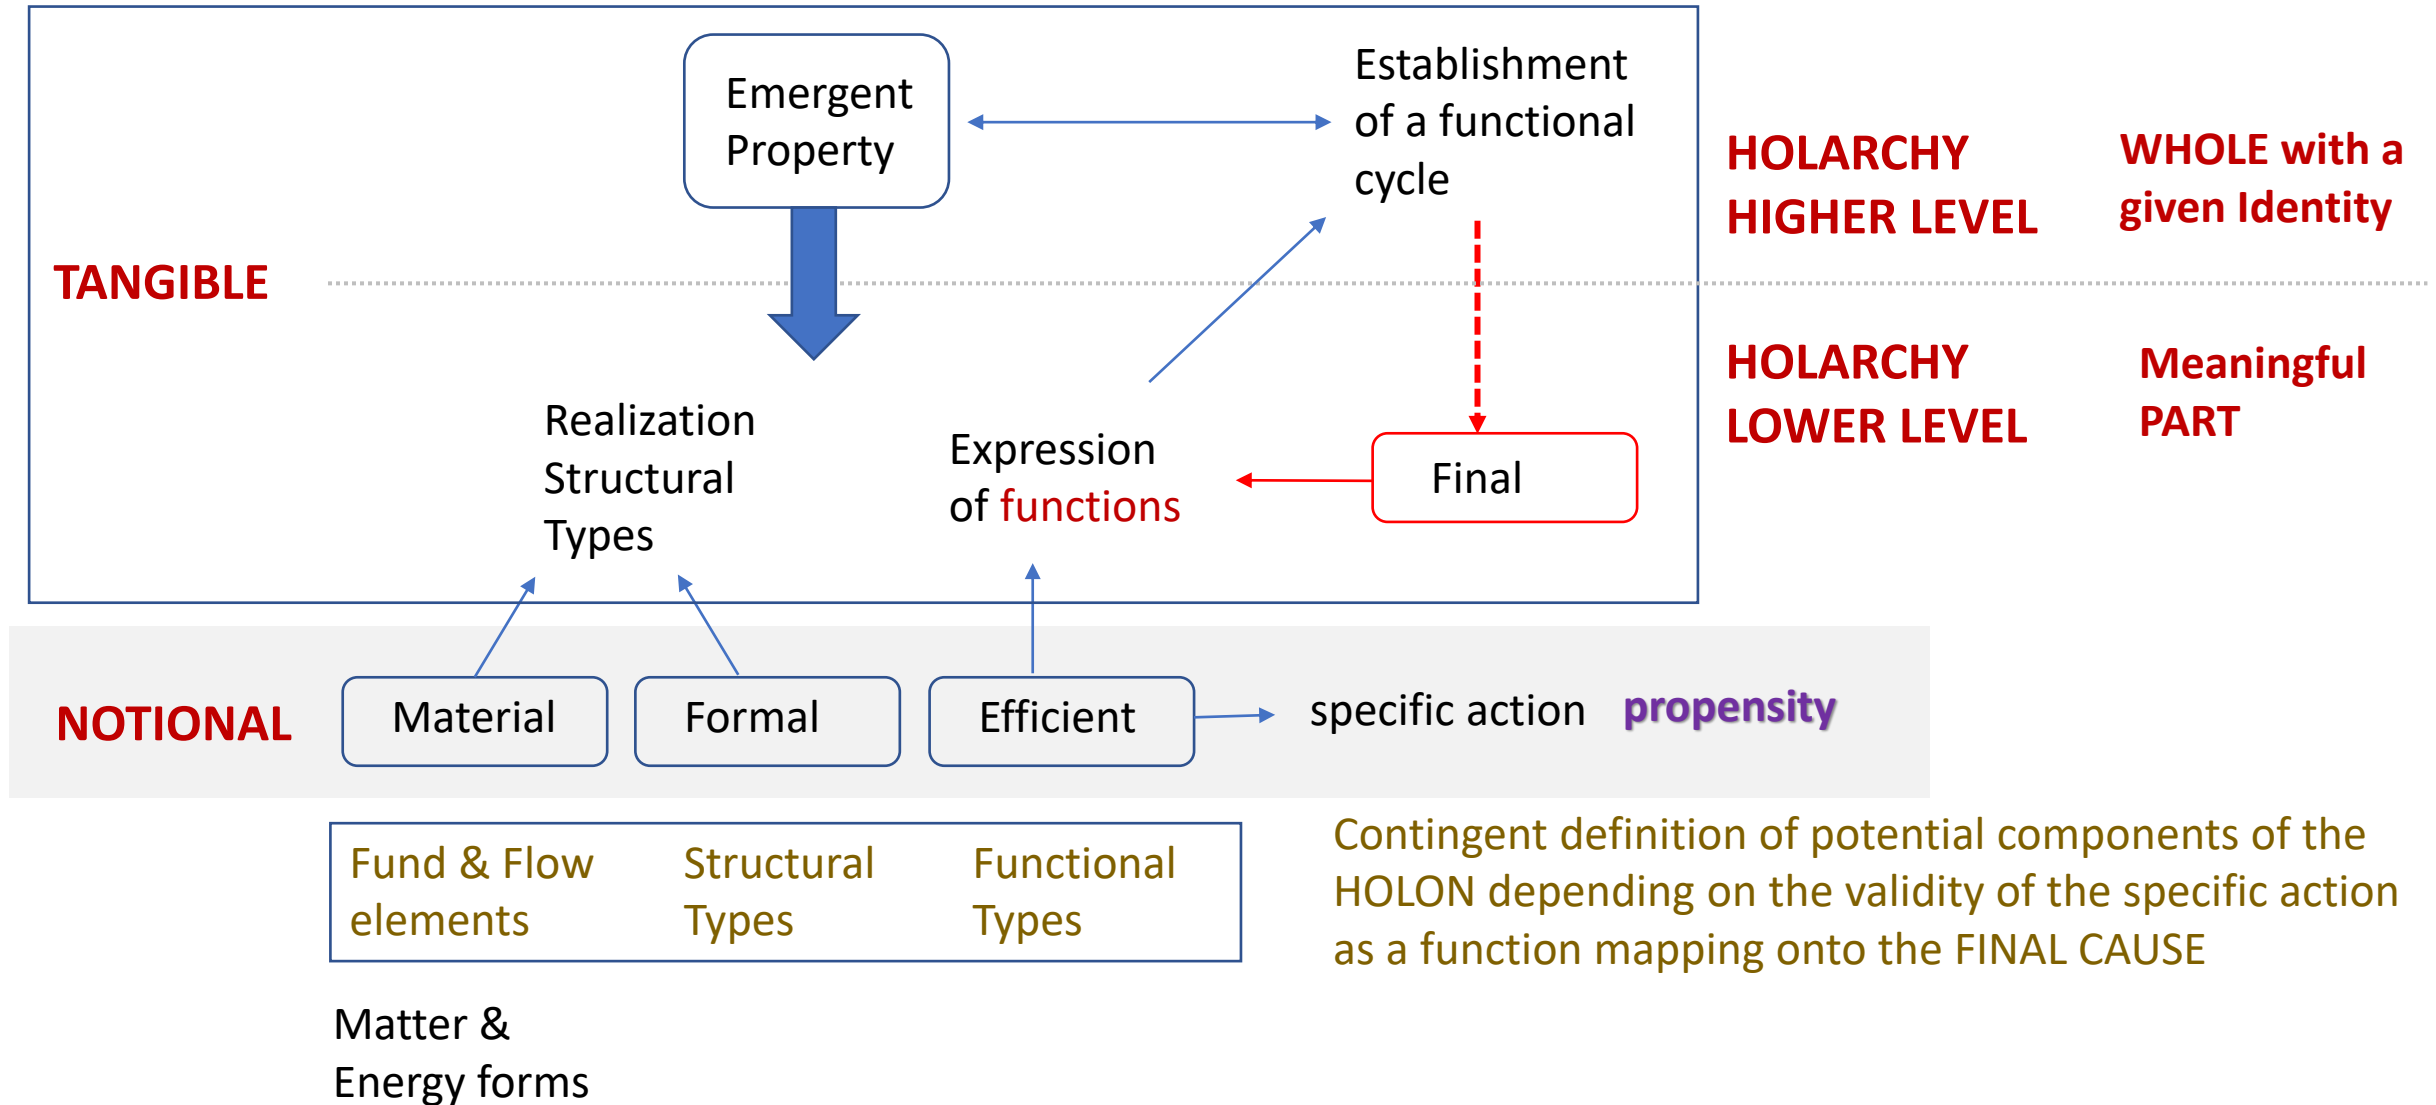 Emergent
Property
Establishment
of a functional
cycle
HOLARCHY
HIGHER LEVEL
WHOLE with a
given Identity
TANGIBLE
HOLARCHY
LOWER LEVEL
Meaningful
PART
Realization
Structural
Types
Expression
of functions
Final
NOTIONAL
Material
Formal
Efficient
specific action
propensity
Fund & Flow
elements
Structural
Types
Functional
Types
Contingent definition of potential components of the
HOLON depending on the validity of the specific action
as a function mapping onto the FINAL CAUSE
Matter &
Energy forms